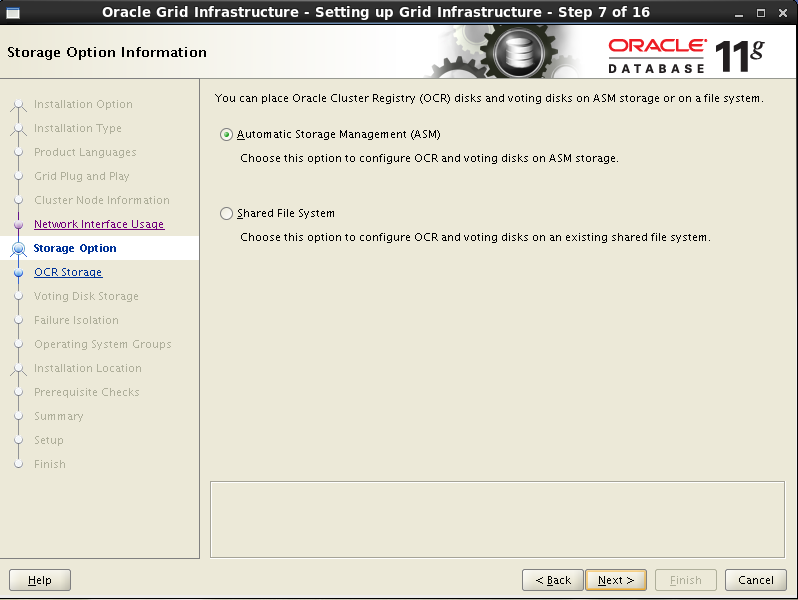 Oracle Grid Infrastructure - Setting up Grid Infrastructure - Step 7 of 16
Storage Option Information
ORACLE
DATABASE 11g
Installation Option
Installation Type
Product Languages
Grid Plug and Play
Cluster Node Information
Network Interface Usage
Storage Option
OCR Storage
Voting Disk Storage
Failure Isolation
Operating System Groups
Installation Location
Prerequisite Checks
Summary
Setup
Finish
You can place Oracle Cluster Registry (OCR) disks and voting disks on ASM storage or on a file system.
Automatic Storage Management (ASM)
Choose this option to configure OCR and voting disks on ASM storage.
Shared File System
Choose this option to configure OCR and voting disks on an existing shared file system.
Help
< Back
Next >
Finish
Cancel